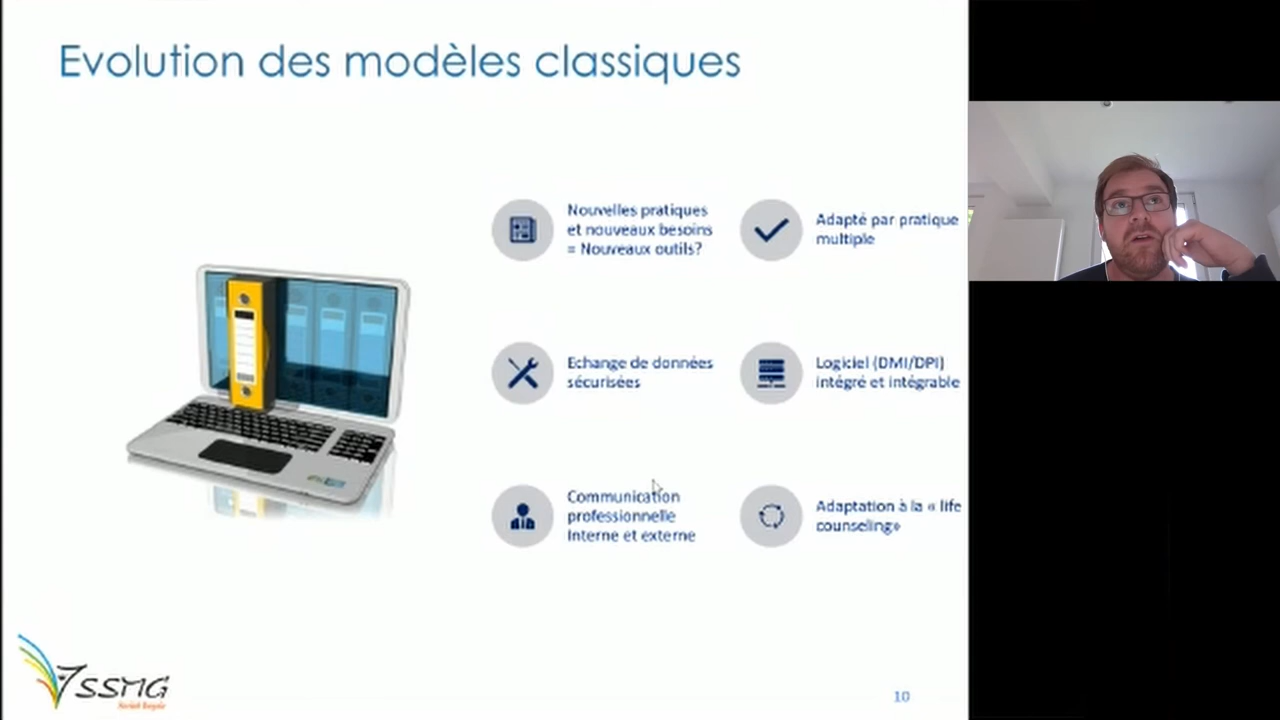 Evolution des modèles classiques
Nouvelles pratiques
et nouveaux besoins
= Nouveaux outils?
Adapté par pratique
multiple
Echange de données
sécurisées
Logiciel (DMI/DPI)
intégré et intégrable
Communication
professionnelle
Interne et externe
Adaptation à la « life
counseling»
SSMG
10